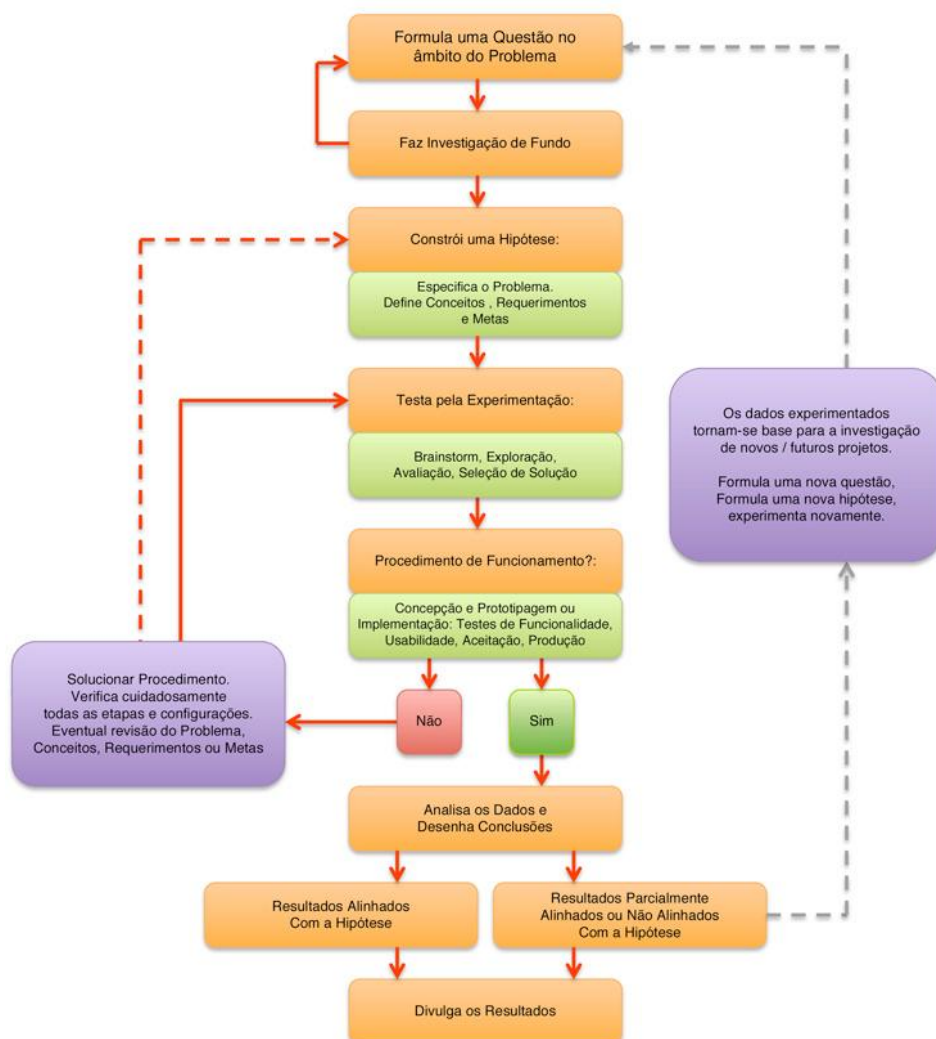 Formula uma Questão no
âmbito do Problema
Faz Investigação de Fundo
Constrói uma Hipótese:
Especifica o Problema.
Define Conceitos , Requerimentos
e Metas
Testa pela Experimentação:
Brainstorm, Exploração,
Avaliação, Seleção de Solução
Os dados experimentados
tornam-se base para a investigação
de novos / futuros projetos.
Formula uma nova questão,
Formula uma nova hipótese,
experimenta novamente.
Procedimento de Funcionamento?:
Concepção e Prototipagem ou
Implementação: Testes de Funcionalidade,
Usabilidade, Aceitação, Produção
Solucionar Procedimento.
Verifica cuidadosamente
todas as etapas e configurações.
Eventual revisão do Problema,
Conceitos, Requerimentos ou Metas
Não
Sim
Analisa os Dados e
Desenha Conclusões
Resultados Alinhados
Com a Hipótese
Resultados Parcialmente
Alinhados ou Não Alinhados
Com a Hipótese
Divulga os Resultados